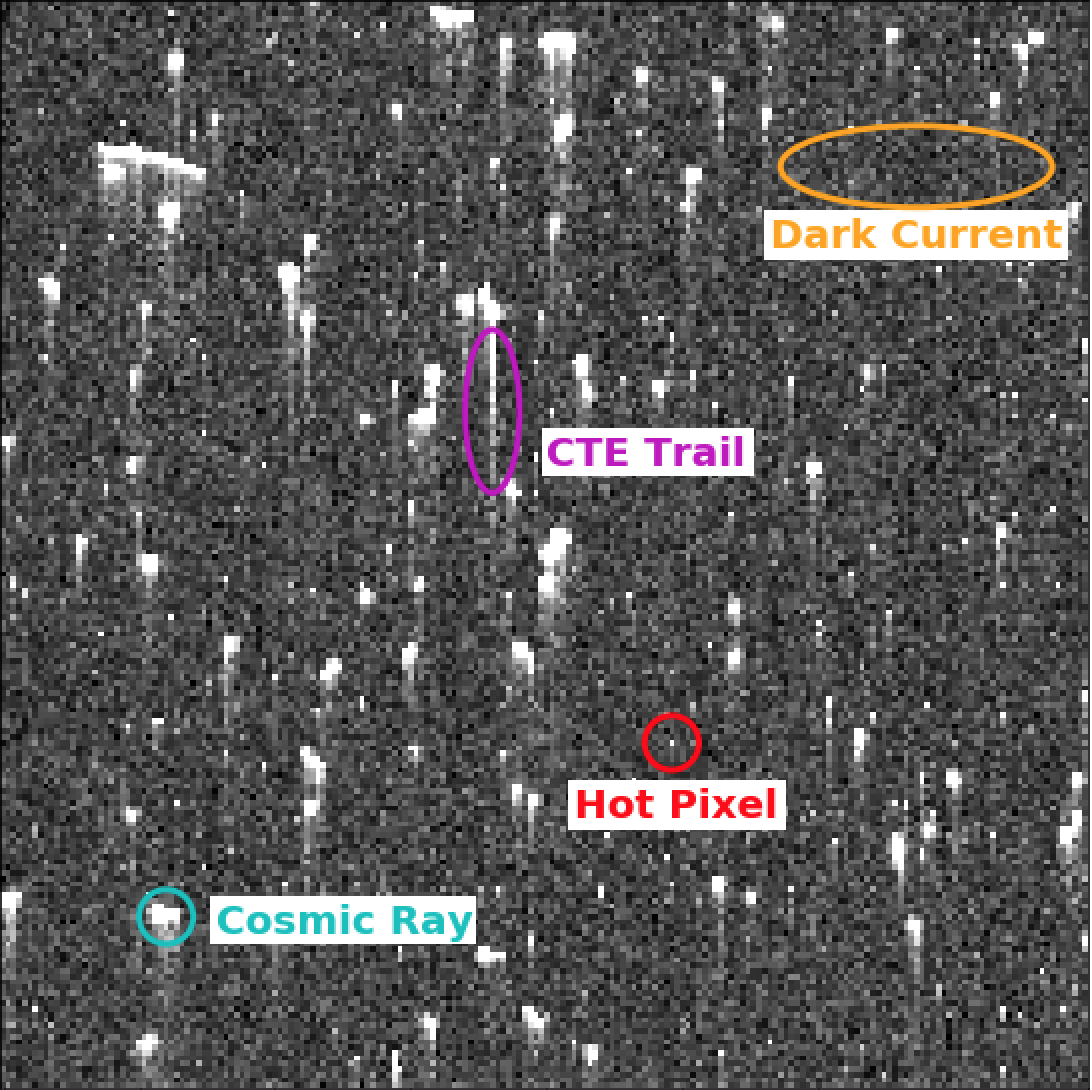 Dark Current
CTE Trail
Hot Pixel
Cosmic Ray